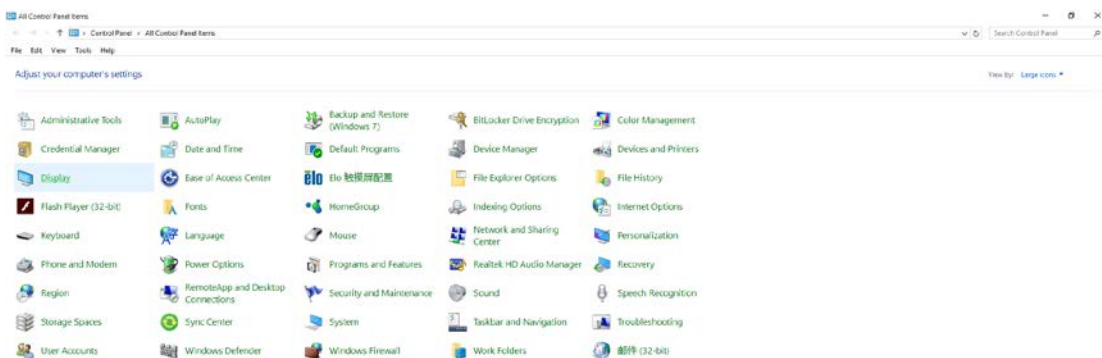 All Control Panel Items
Control Panel › All Control Panel Items
Search Control Panel
File Edit View Tools Help
Adjust your computer's settings
View by: Large icons
Administrative Tools
AutoPlay
Backup and Restore
(Windows 7)
BitLocker Drive Encryption
Color Management
Credential Manager
Date and Time
Default Programs
Device Manager
Devices and Printers
Display
Ease of Access Center
elo Elo 触摸屏配置
File Explorer Options
File History
Flash Player (32-bit)
Fonts
HomeGroup
Indexing Options
Internet Options
Keyboard
Language
Mouse
Network and Sharing
Center
Personalization
Phone and Modem
Power Options
Programs and Features
Realtek HD Audio Manager
Recovery
Region
RemoteApp and Desktop
Connections
Security and Maintenance
Sound
Speech Recognition
Storage Spaces
Sync Center
System
Taskbar and Navigation
Troubleshooting
User Accounts
Windows Defender
Windows Firewall
Work Folders
邮件 (32-bit)